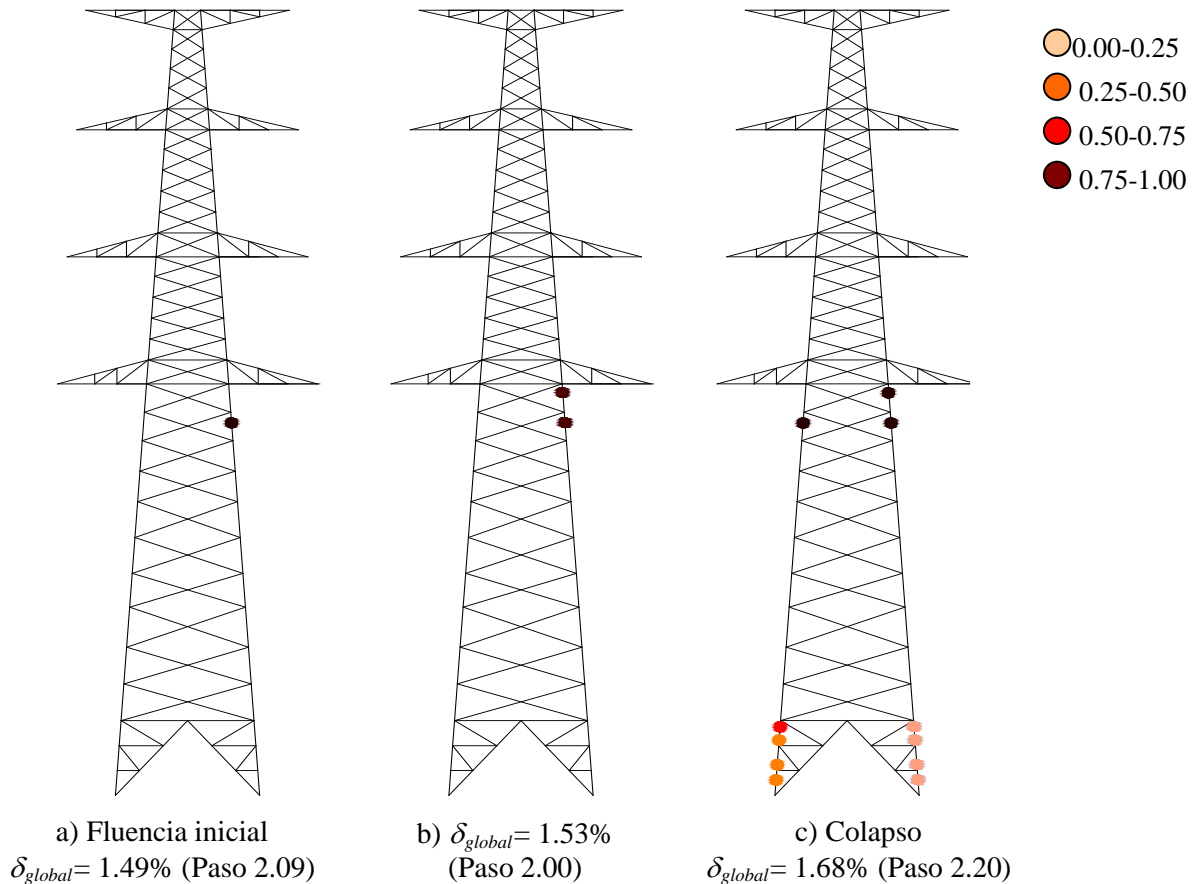 0.00-0.25
0.25-0.50
0.50-0.75
0.75-1.00
a) Fluencia inicial
δglobal= 1.49% (Paso 2.09)
b) δglobal= 1.53%
(Paso 2.00)
c) Colapso
δglobal= 1.68% (Paso 2.20)